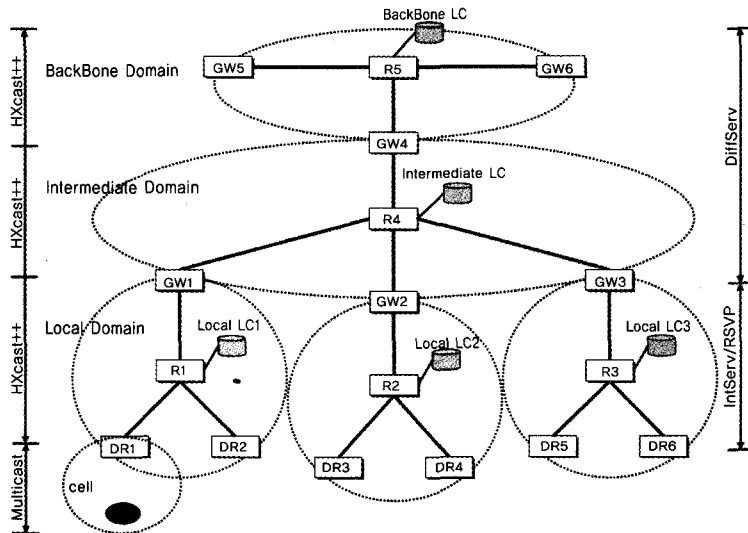 BackBone LC
BackBone Domain
GW5
R5
GW6
HXcast++
DiffServ
GW4
Intermediate Domain
Intermediate LC
HXcast++
R4
GW1
GW2
GW3
Local Domain
Local LC1
Local LC2
Local LC3
HXcast++
IntServ/RSVP
R1
R2
R3
DR1
DR2
DR3
DR4
DR5
DR6
Multicast
cell